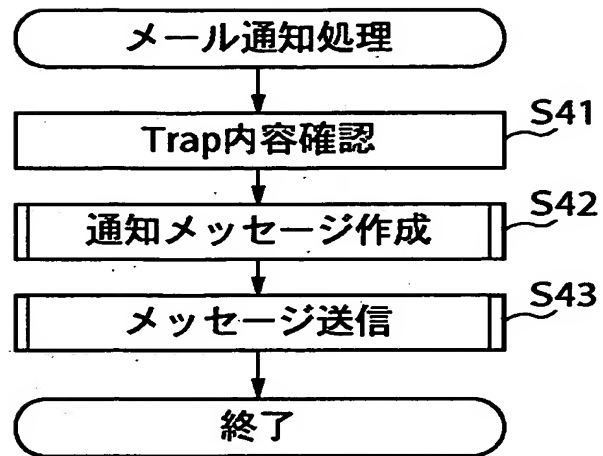 メール通知処理
Trap内容確認
S41
通知メッセージ作成
S42
メッセージ送信
S43
終了